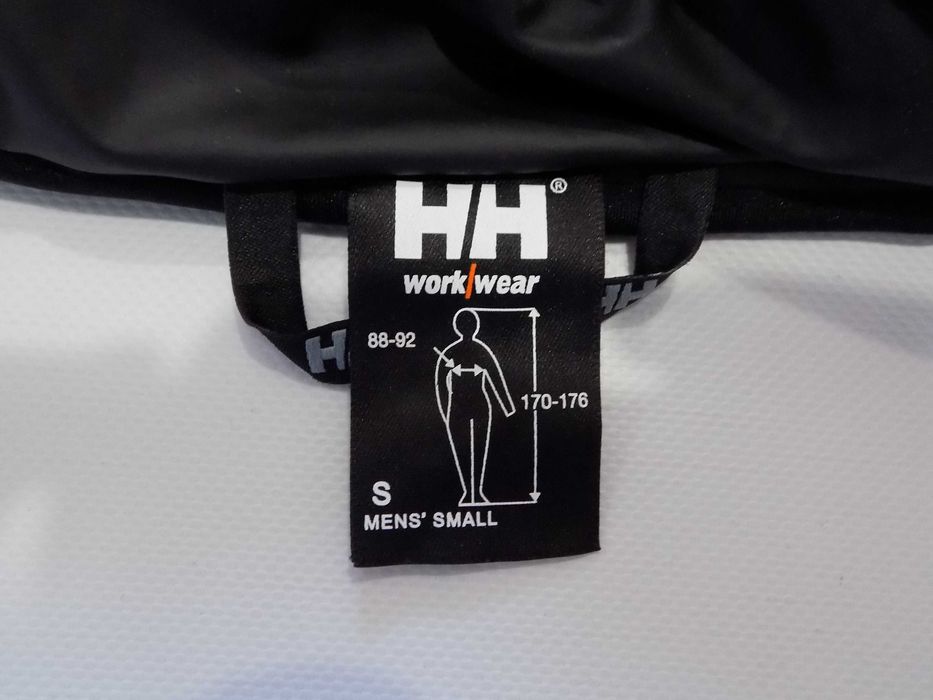 H/H®
work/wear
88-92
170-176
S
MENS' SMALL
H
HH